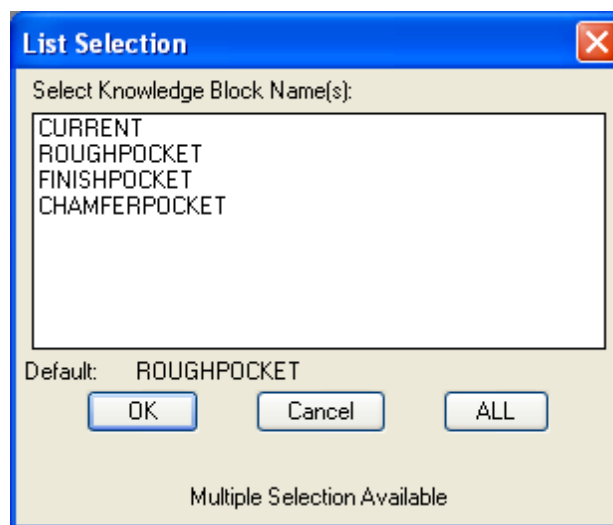 List Selection
Select Knowledge Block Name(s):
CURRENT
ROUGHPOCKET
FINISHPOCKET
CHAMFERPOCKET
Default: ROUGHPOCKET
OK Cancel ALL
Multiple Selection Available